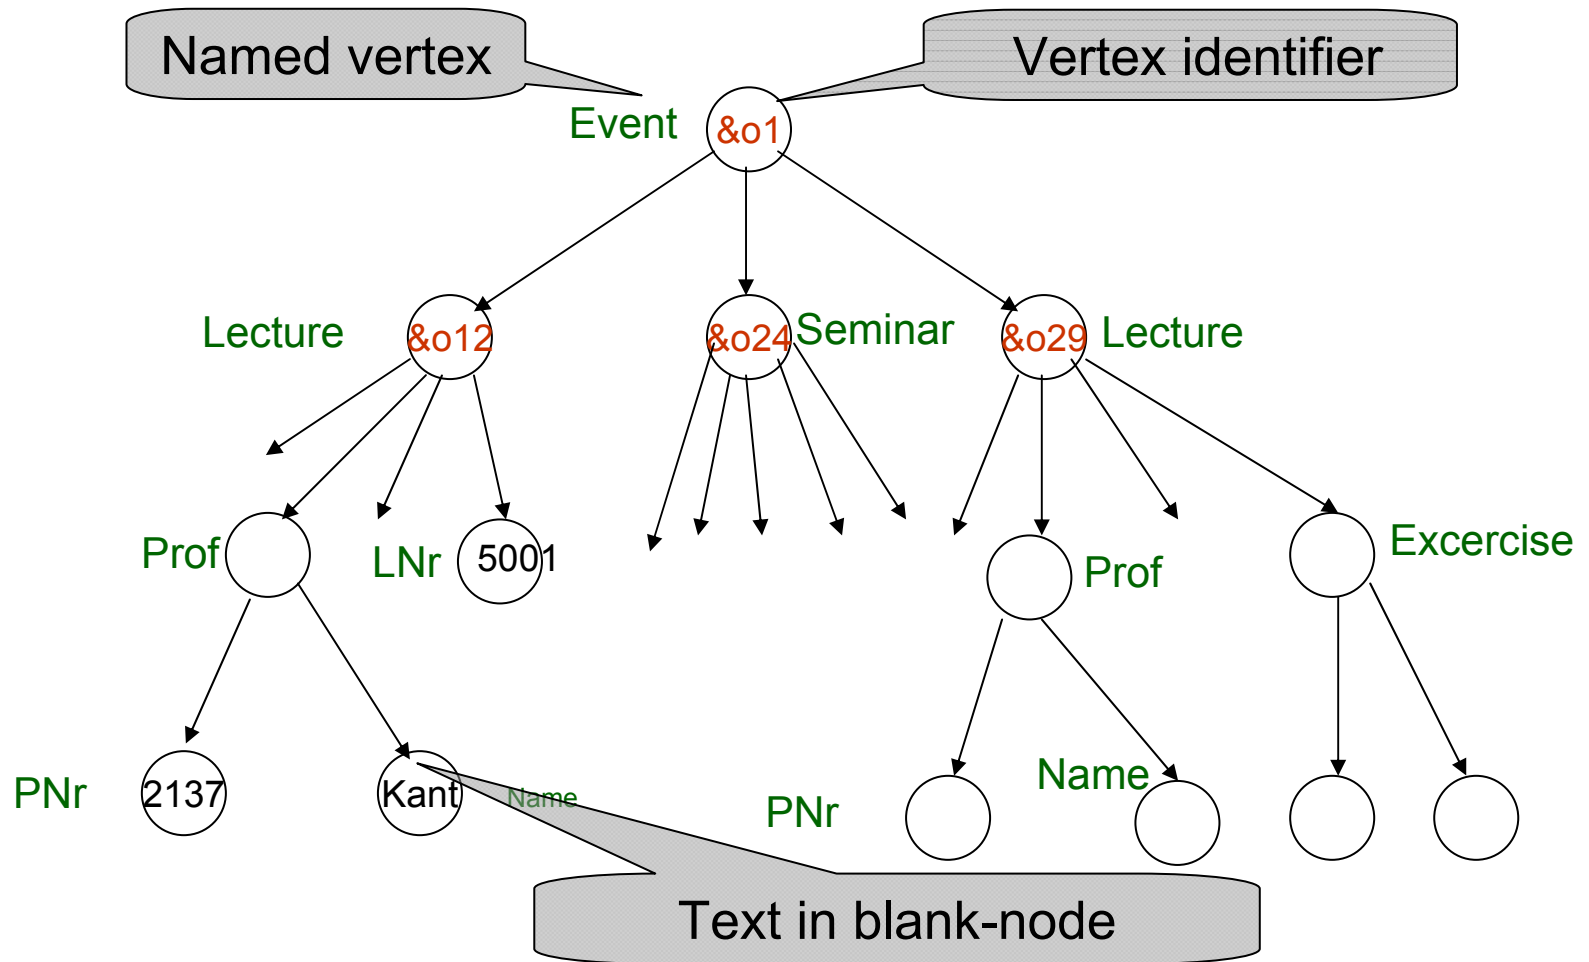 Named vertex
Vertex identifier
Event
&o1
Lecture
&o12
&o24
Seminar
&o29
Lecture
Prof
LNr
5001
Prof
Excercise
PNr
2137
Kant
Name
PNr
Name
Text in blank-node